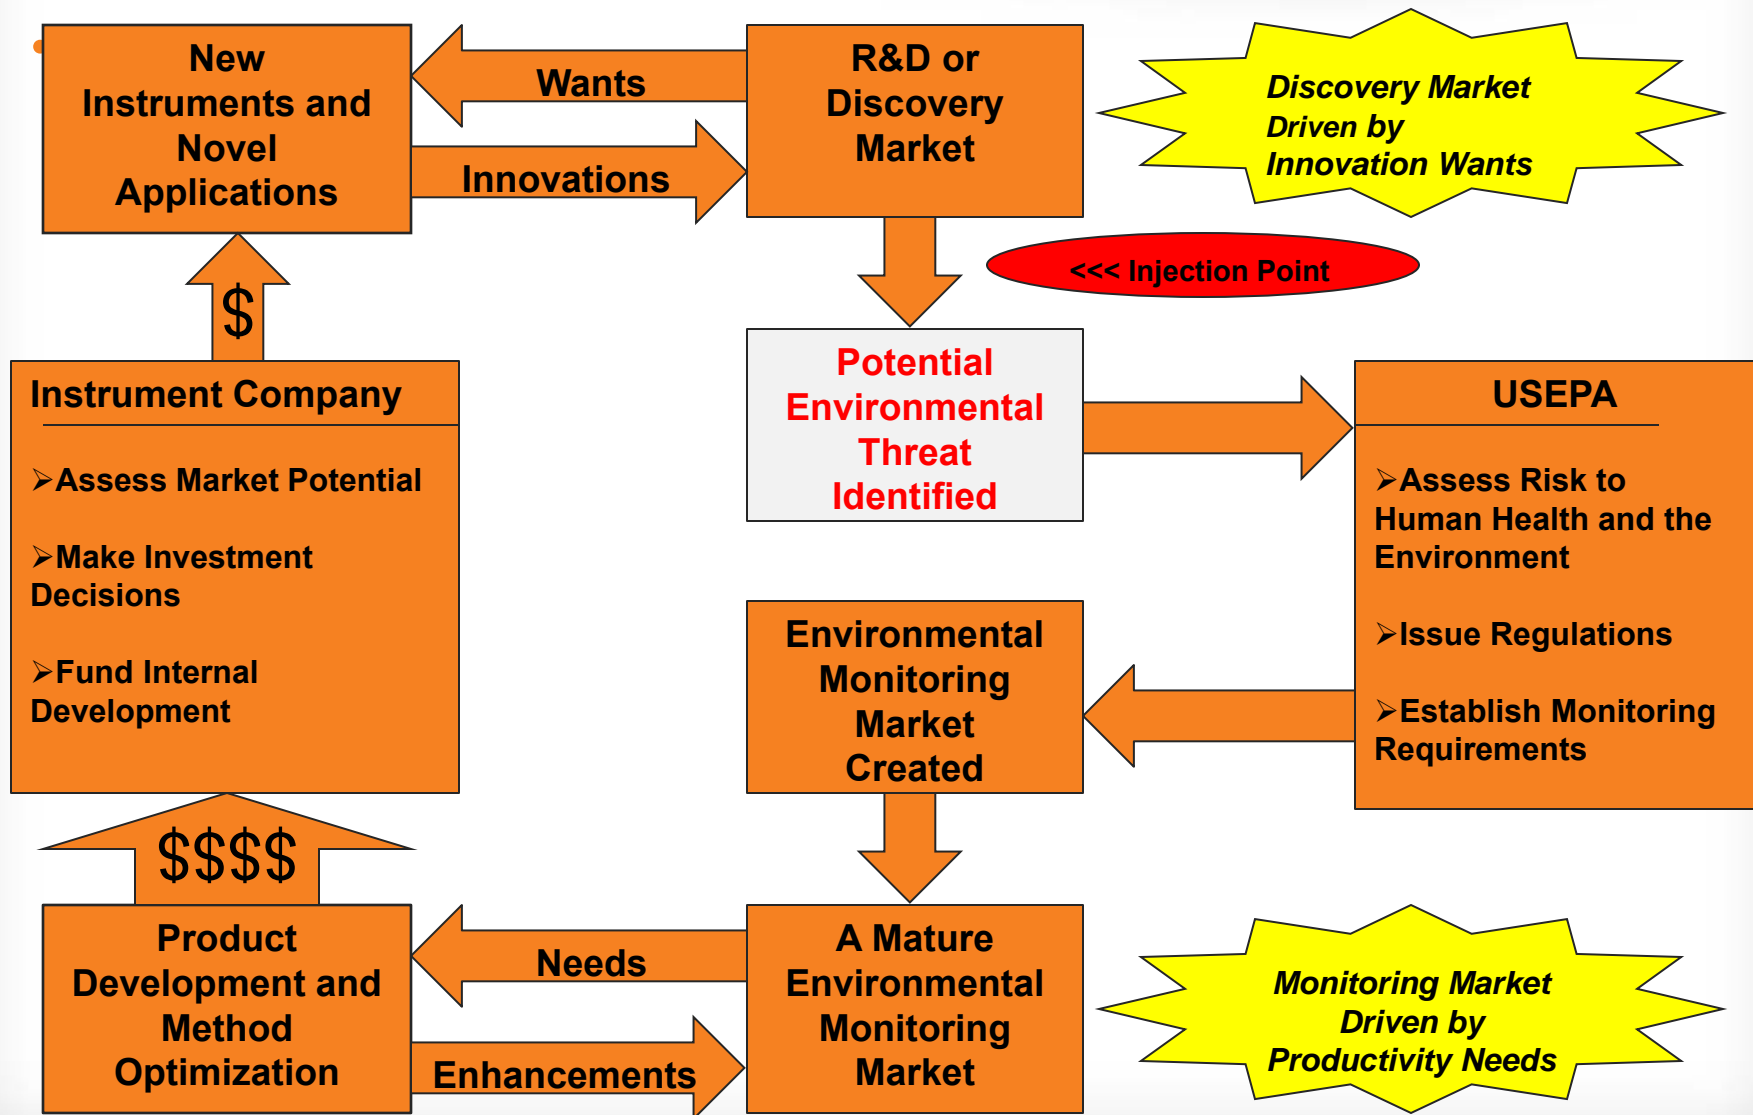 New
Instruments and
Novel
Applications
Wants
Innovations
R&D or
Discovery
Market
Discovery Market
Driven by
Innovation Wants
<<< Injection Point
$
Potential
Environmental
Threat
Identified
Instrument Company
➢Assess Market Potential
➢Make Investment
Decisions
➢Fund Internal
Development
USEPA
➢Assess Risk to
Human Health and the
Environment
➢Issue Regulations
➢Establish Monitoring
Requirements
Environmental
Monitoring
Market
Created
$$$$
Product
Development and
Method
Optimization
Needs
Enhancements
A Mature
Environmental
Monitoring
Market
Monitoring Market
Driven by
Productivity Needs